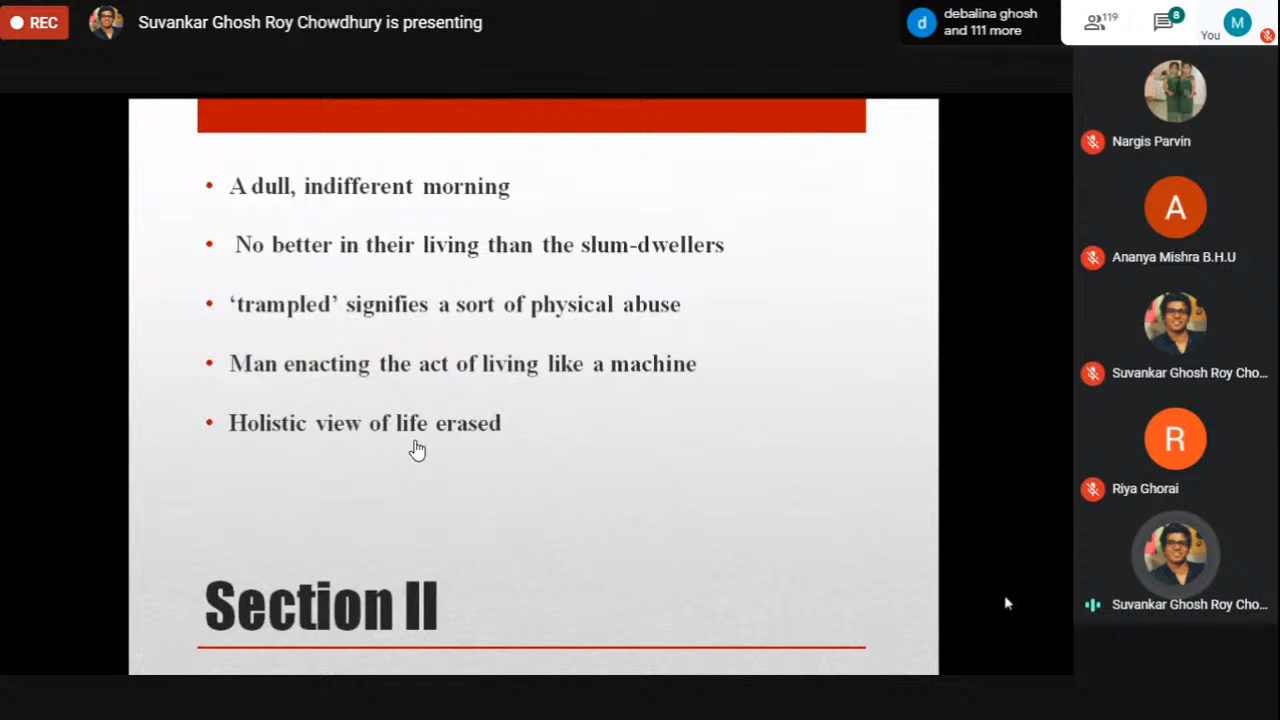 REC
Suvankar Ghosh Roy Chowdhury is presenting
d
debalina ghosh
and 111 more
119
8
You
M
Nargis Parvin
A
Ananya Mishra B.H.U
Suvankar Ghosh Roy Cho...
R
Riya Ghorai
Suvankar Ghosh Roy Cho...
• A dull, indifferent morning
• No better in their living than the slum-dwellers
• ‘trampled’ signifies a sort of physical abuse
• Man enacting the act of living like a machine
• Holistic view of life erased
Section II